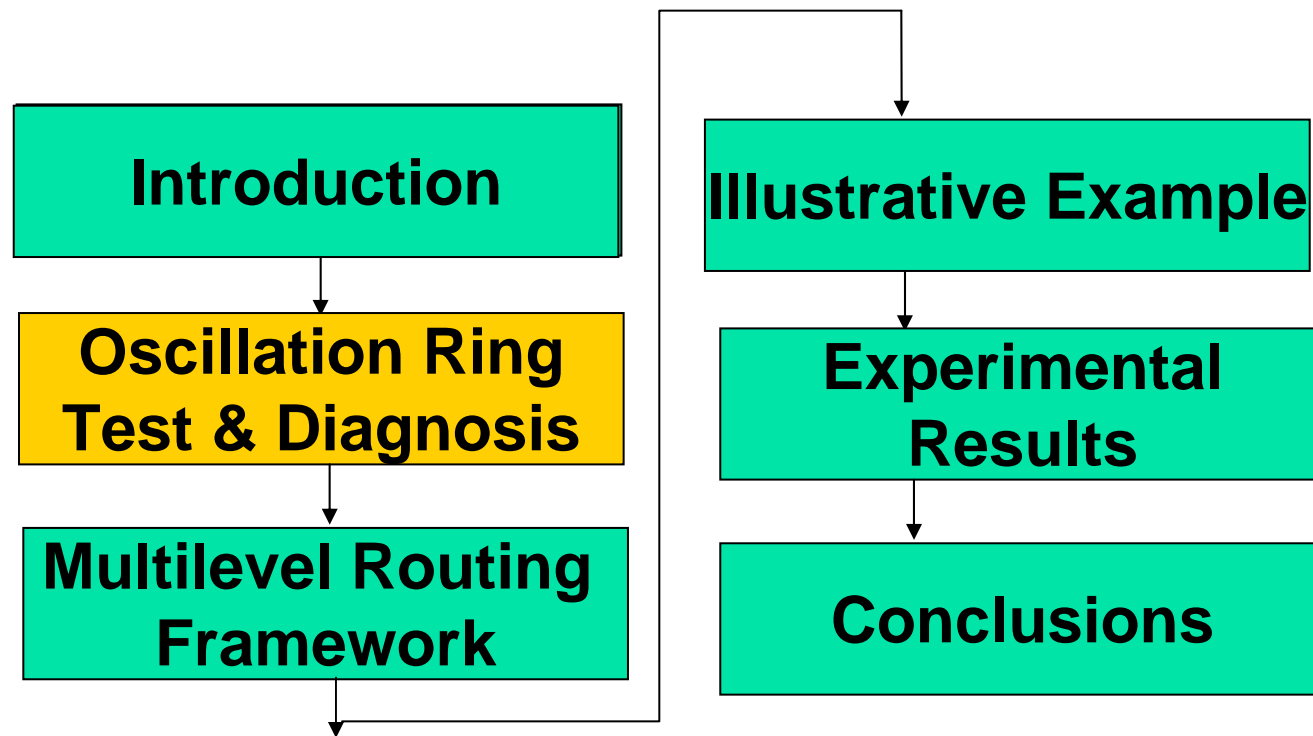 Introduction
Oscillation Ring
Test & Diagnosis
Multilevel Routing
Framework
Illustrative Example
Experimental
Results
Conclusions